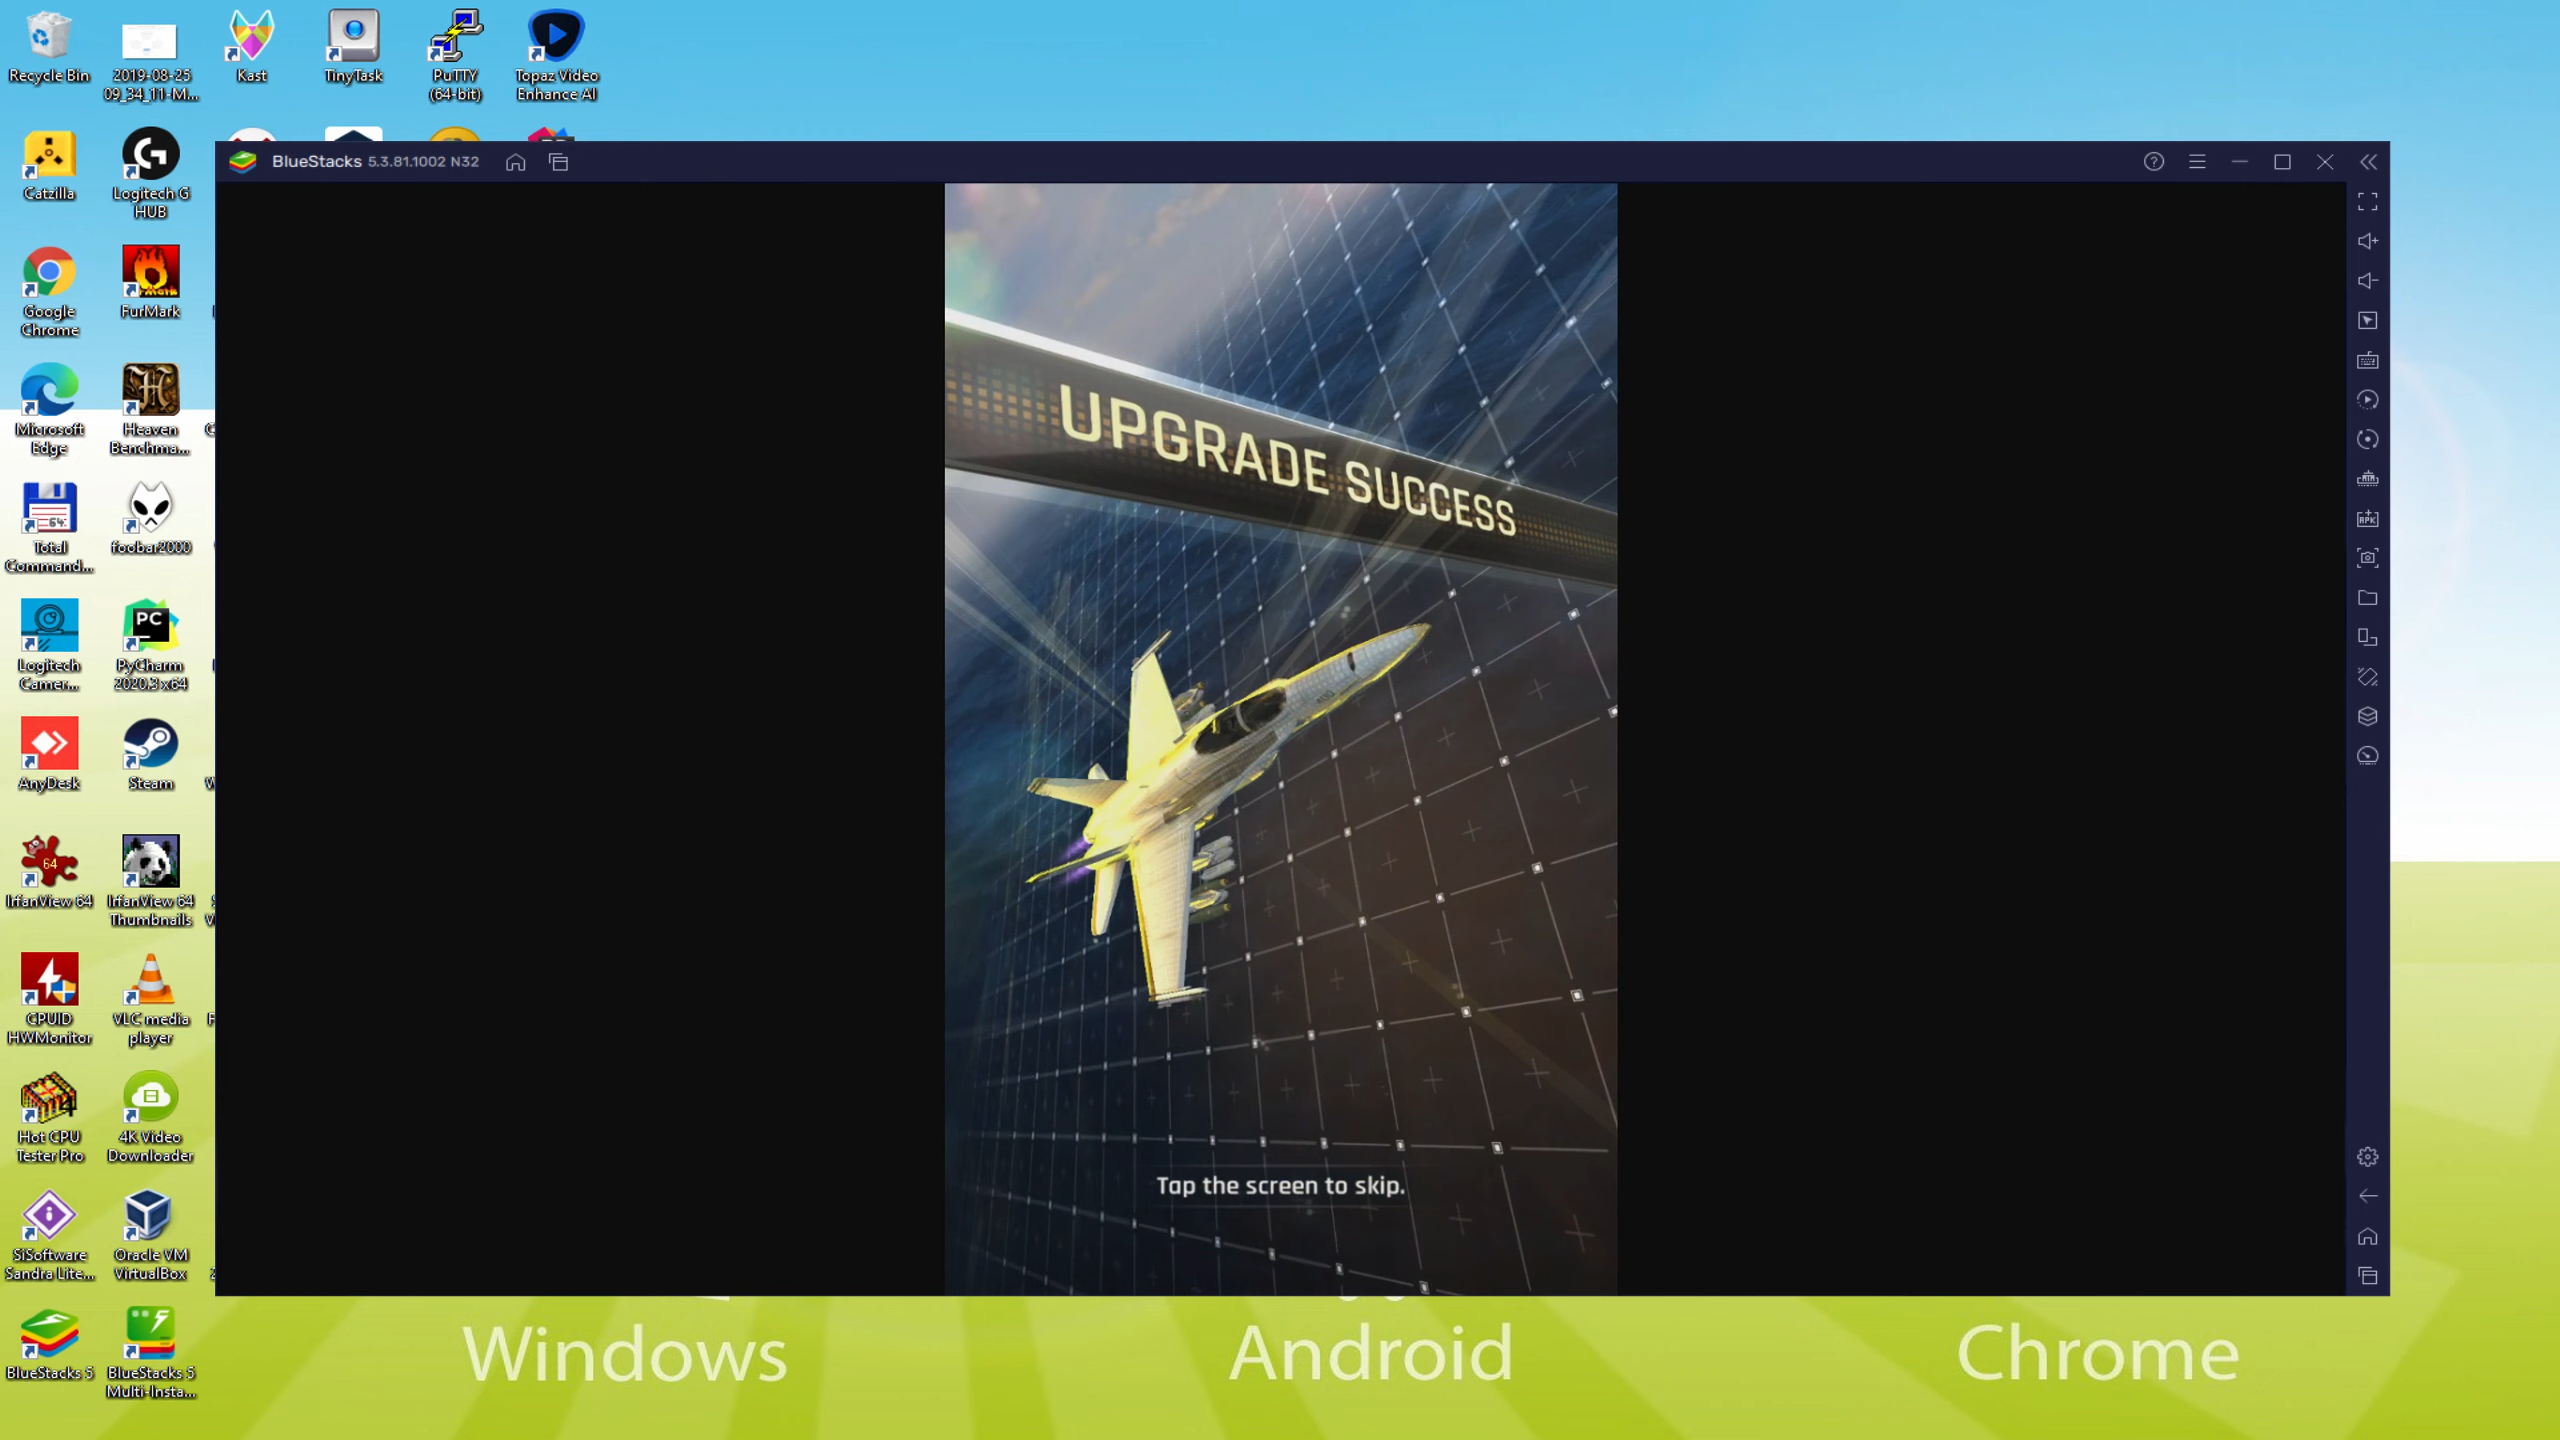 Recycle Bin
2019-08-25
09_34_11-M...
Kast
TinyTask
PuTTY
(64-bit)
Topaz Video
Enhance AI
Catzilla
Logitech G
HUB
BlueStacks 5.3.81.1002 N32
Google
Chrome
FurMark
Microsoft
Edge
Heaven
Benchma...
Total
Command...
foobar2000
Logitech
Camer...
PyCharm
2020.3 x64
AnyDesk
Steam
IrfanView 64
IrfanView 64
Thumbnails
CPUID
HWMonitor
VLC media
player
Hot CPU
Tester Pro
4K Video
Downloader
SiSoftware
Sandra Lite...
Oracle VM
VirtualBox
BlueStacks 5
BlueStacks 5
Multi-Insta...
UPGRADE SUCCESS
Tap the screen to skip.
Windows
Android
Chrome